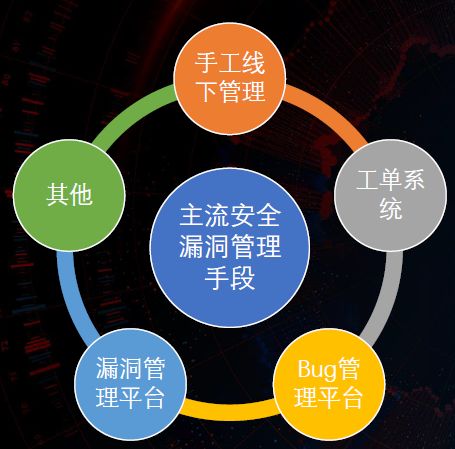 手工线
下管理
工单系
统
Bug管
理平台
漏洞管
理平台
其他
主流安全
漏洞管理
手段